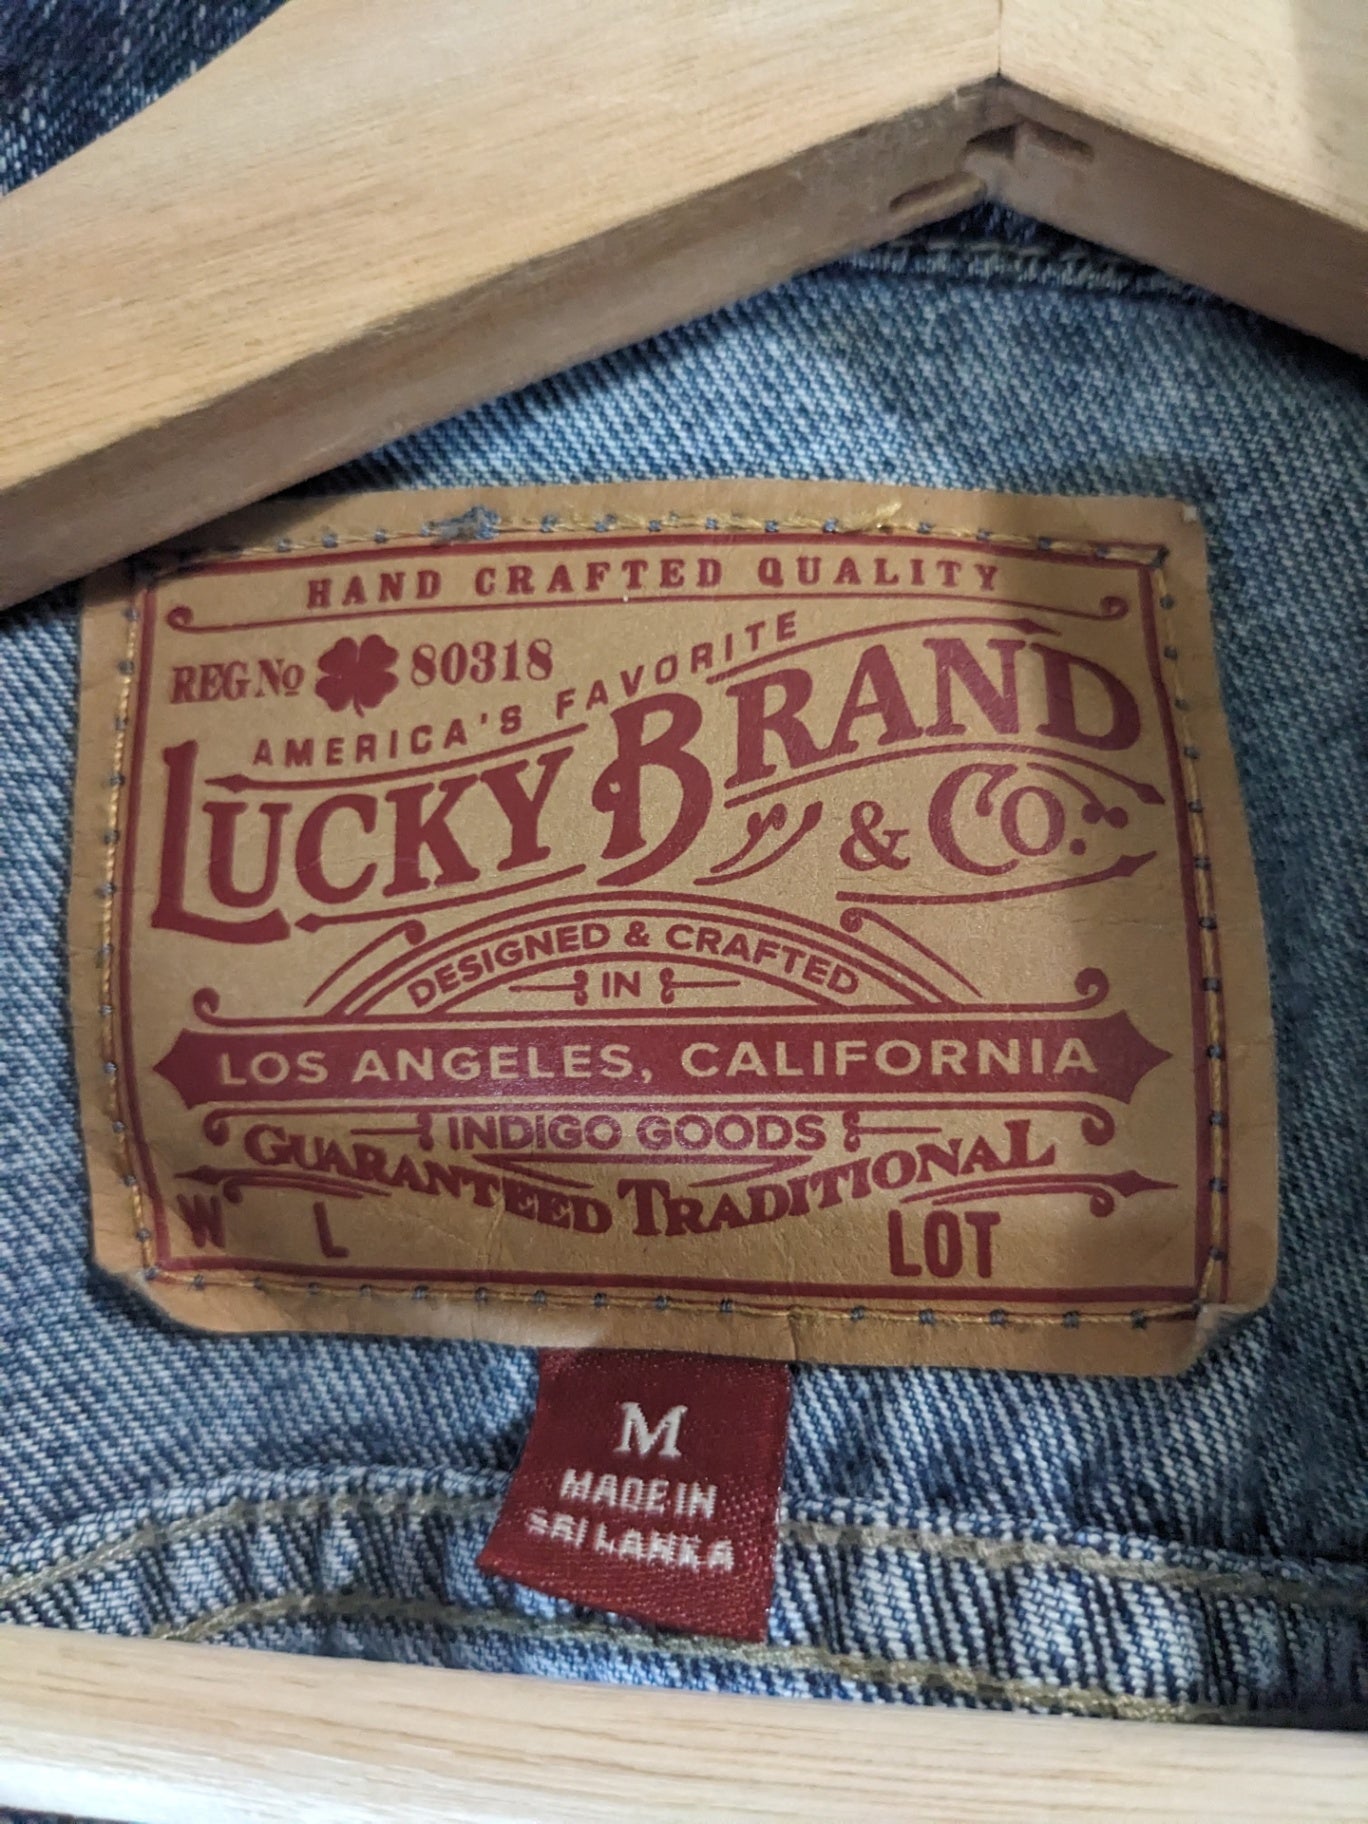 HAND CRAFTED QUALITY
REG No 80318
AMERICA'S FAVORITE
LUCKY BRAND
& CO.
DESIGNED & CRAFTED
IN
LOS ANGELES, CALIFORNIA
INDIGO GOODS
GUARANTEED TRADITIONAL
W L LOT
M
MADE IN
SRI LANKA